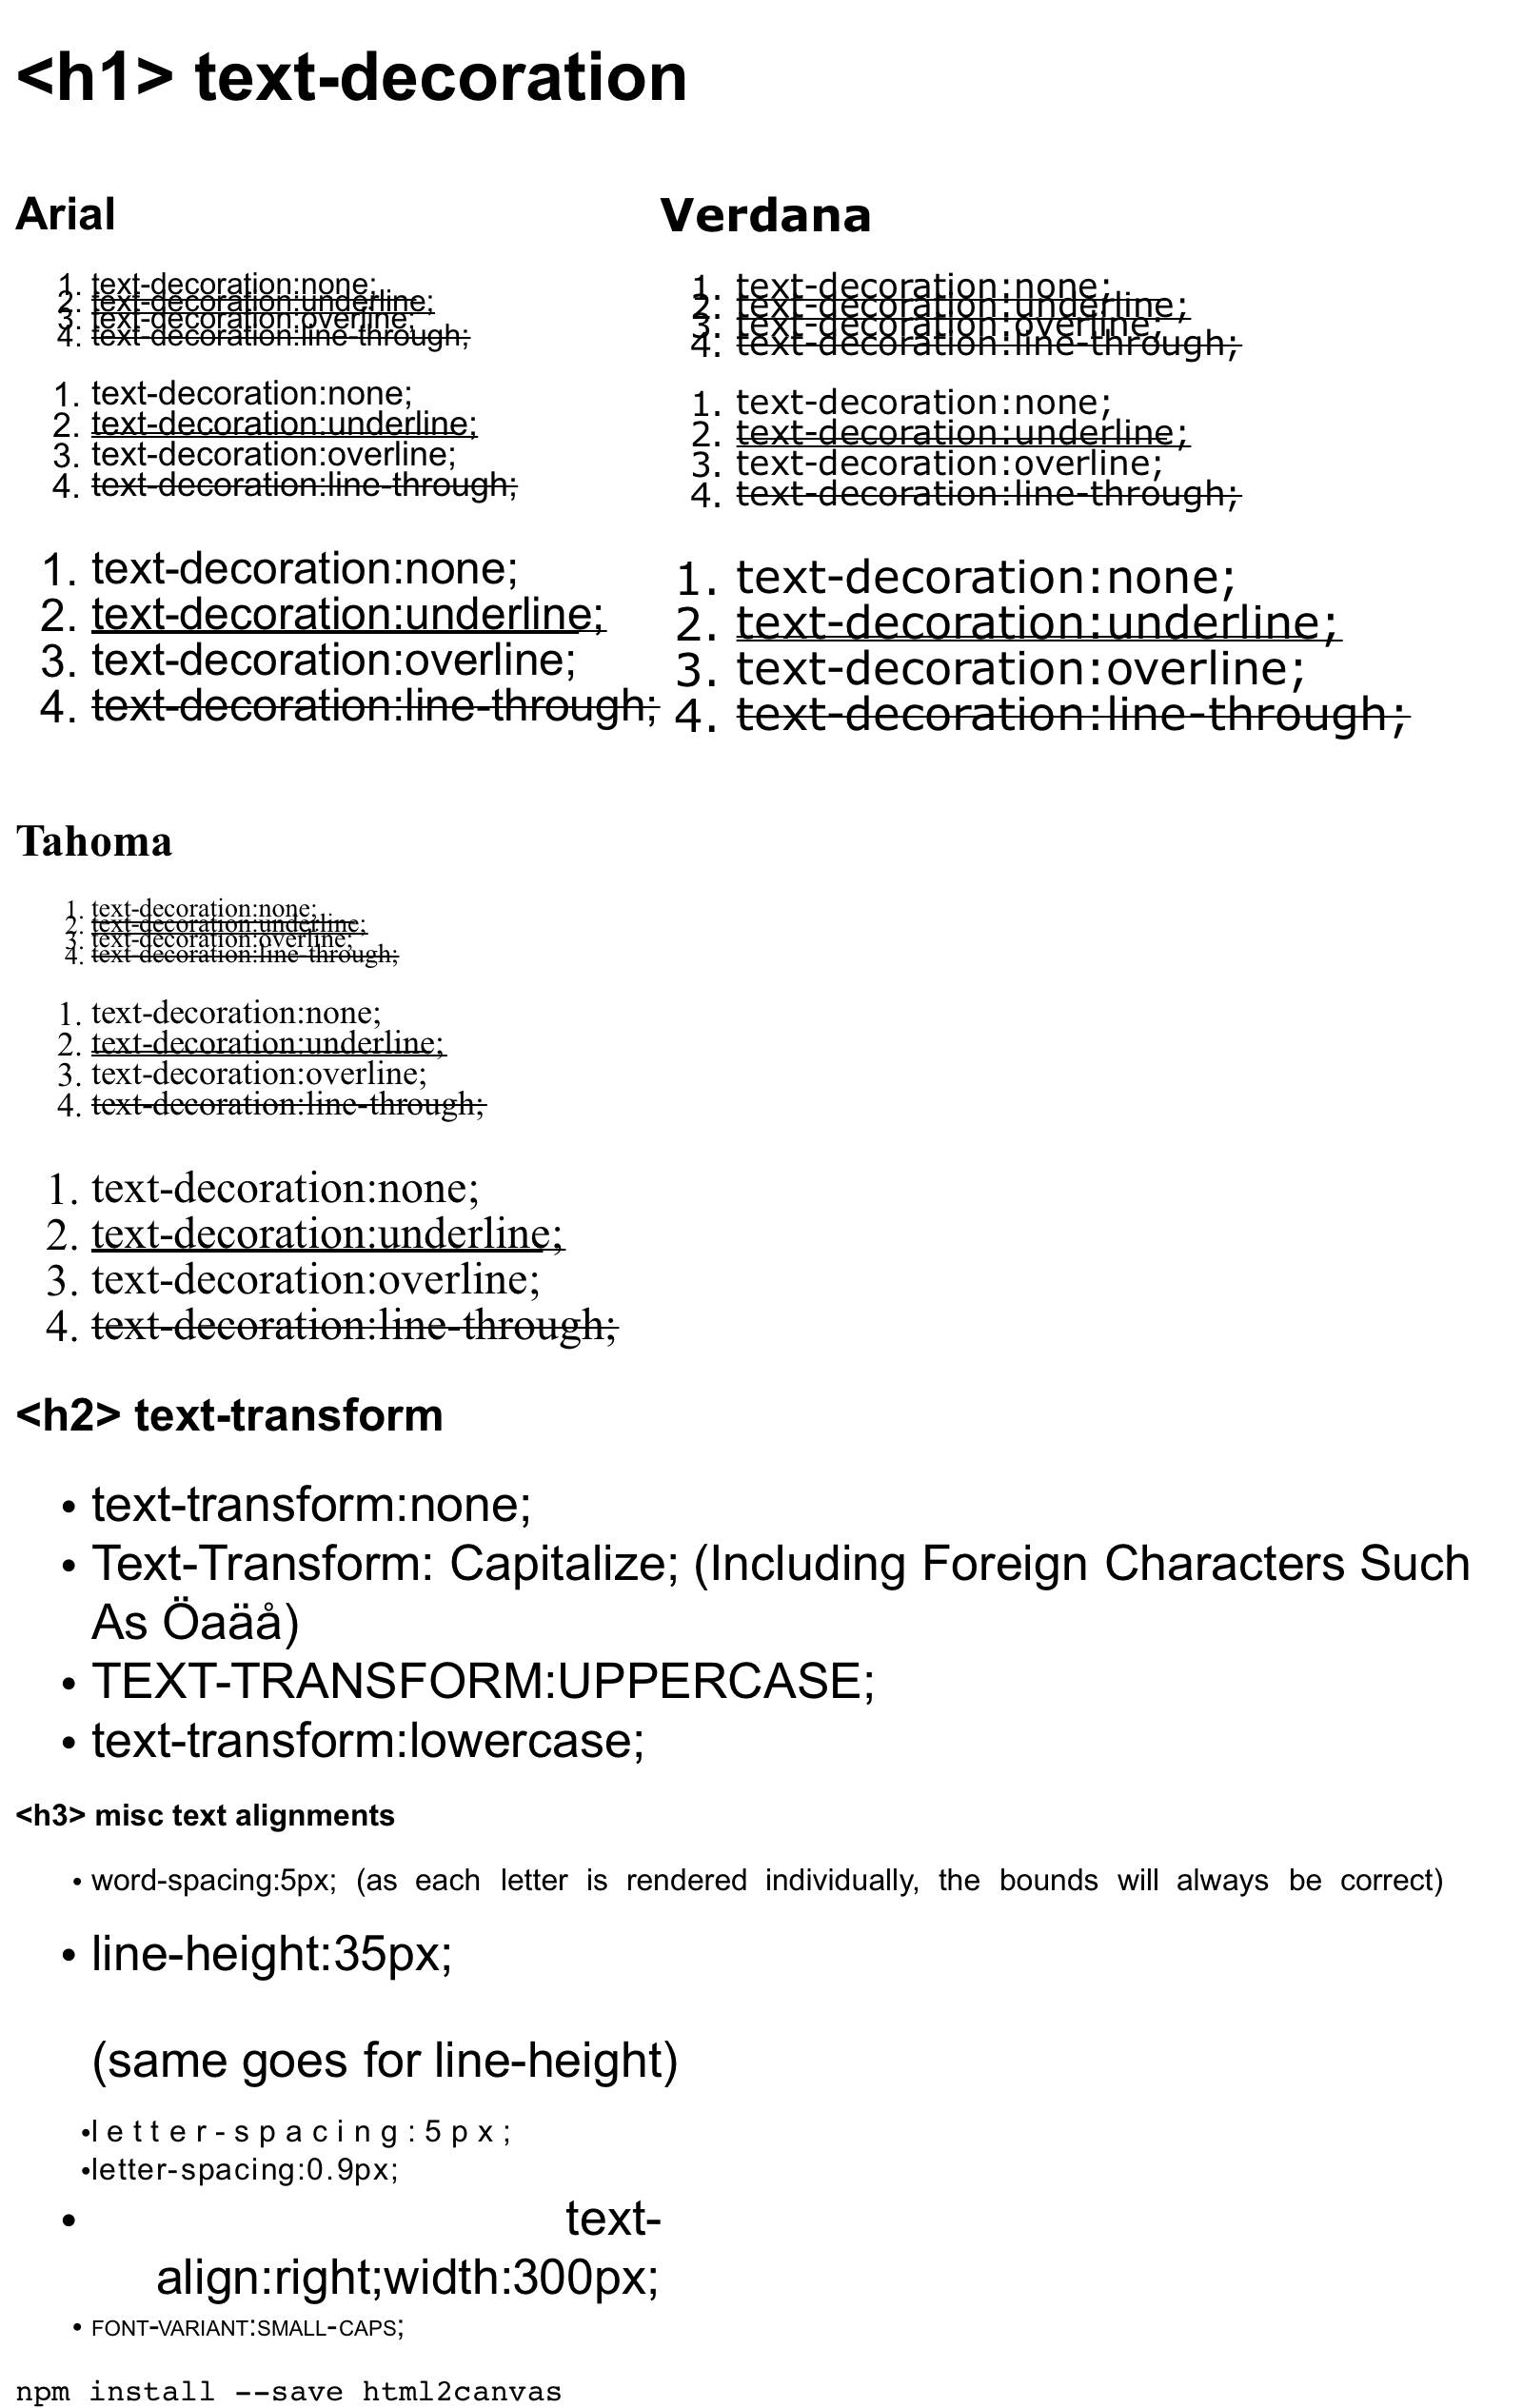 <h1> text-decoration
Arial
1. text-decoration:none;
2. text-decoration:underline;
3. text-decoration:overline;
4. text-decoration:line-through;
1. text-decoration:none;
2. text-decoration:underline;
3. text-decoration:overline;
4. text-decoration:line-through;
1. text-decoration:none;
2. text-decoration:underline;
3. text-decoration:overline;
4. text-decoration:line-through;
Verdana
1. text-decoration:none;
2. text-decoration:underline;
3. text-decoration:overline;
4. text-decoration:line-through;
1. text-decoration:none;
2. text-decoration:underline;
3. text-decoration:overline;
4. text-decoration:line-through;
1. text-decoration:none;
2. text-decoration:underline;
3. text-decoration:overline;
4. text-decoration:line-through;
Tahoma
1. text-decoration:none;
2. text-decoration:underline;
3. text-decoration:overline;
4. text-decoration:line-through;
1. text-decoration:none;
2. text-decoration:underline;
3. text-decoration:overline;
4. text-decoration:line-through;
1. text-decoration:none;
2. text-decoration:underline;
3. text-decoration:overline;
4. text-decoration:line-through;
<h2> text-transform
• text-transform:none;
• Text-Transform: Capitalize; (Including Foreign Characters Such
As Öaäå)
• TEXT-TRANSFORM:UPPERCASE;
• text-transform:lowercase;
<h3> misc text alignments
• word-spacing:5px; (as each letter is rendered individually, the bounds will always be correct)
• line-height:35px;
(same goes for line-height)
•letter-spacing:5px;
•letter-spacing:0.9px;
• text-
align:right;width:300px;
• FONT-VARIANT:SMALL-CAPS;
npm install --save html2canvas